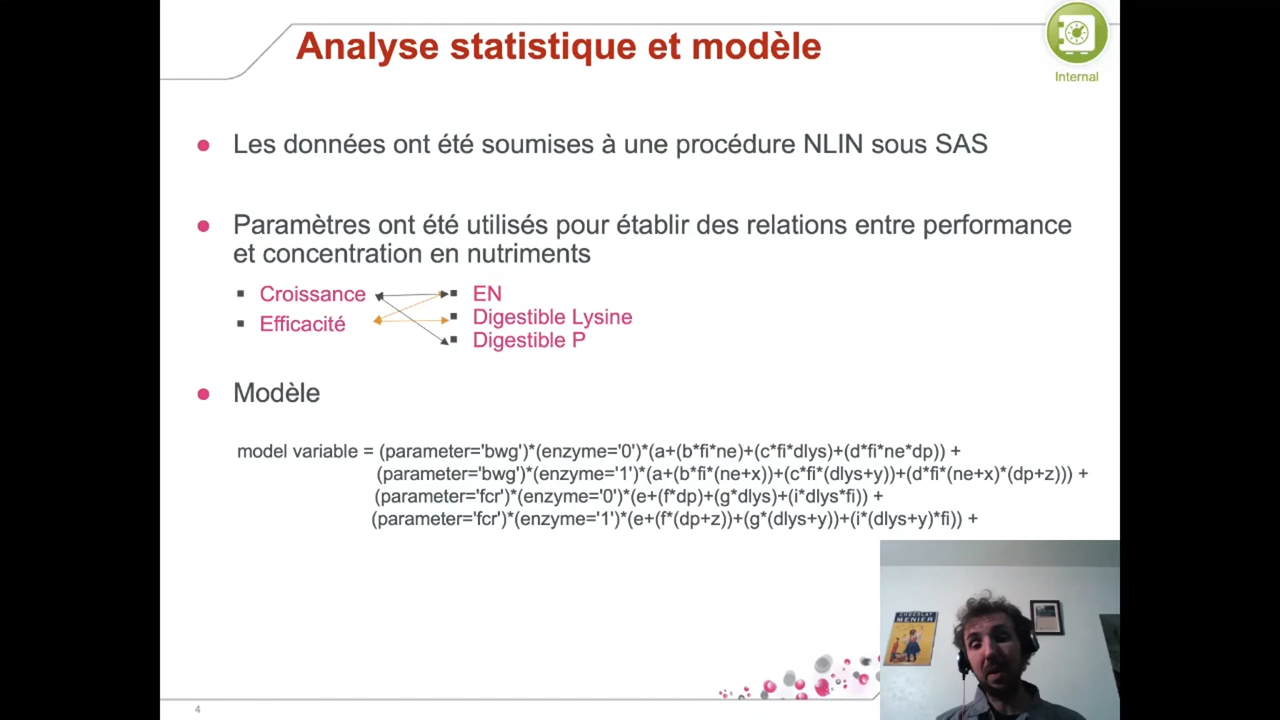 Analyse statistique et modèle
Internal
● Les données ont été soumises à une procédure NLIN sous SAS
● Paramètres ont été utilisés pour établir des relations entre performance
et concentration en nutriments
▪ Croissance
▪ Efficacité
▪ EN
▪ Digestible Lysine
▪ Digestible P
● Modèle
model variable = (parameter='bwg')*(enzyme='0')*(a+(b*fi*ne)+(c*fi*dlys)+(d*fi*ne*dp)) +
(parameter='bwg')*(enzyme='1')*(a+(b*fi*(ne+x))+(c*fi*(dlys+y))+(d*fi*(ne+x)*(dp+z))) +
(parameter='fcr')*(enzyme='0')*(e+(f*dp)+(g*dlys)+(i*dlys*fi)) +
(parameter='fcr')*(enzyme='1')*(e+(f*(dp+z))+(g*(dlys+y))+(i*(dlys+y)*fi)) +
CHOCOLAT
MENIER
4